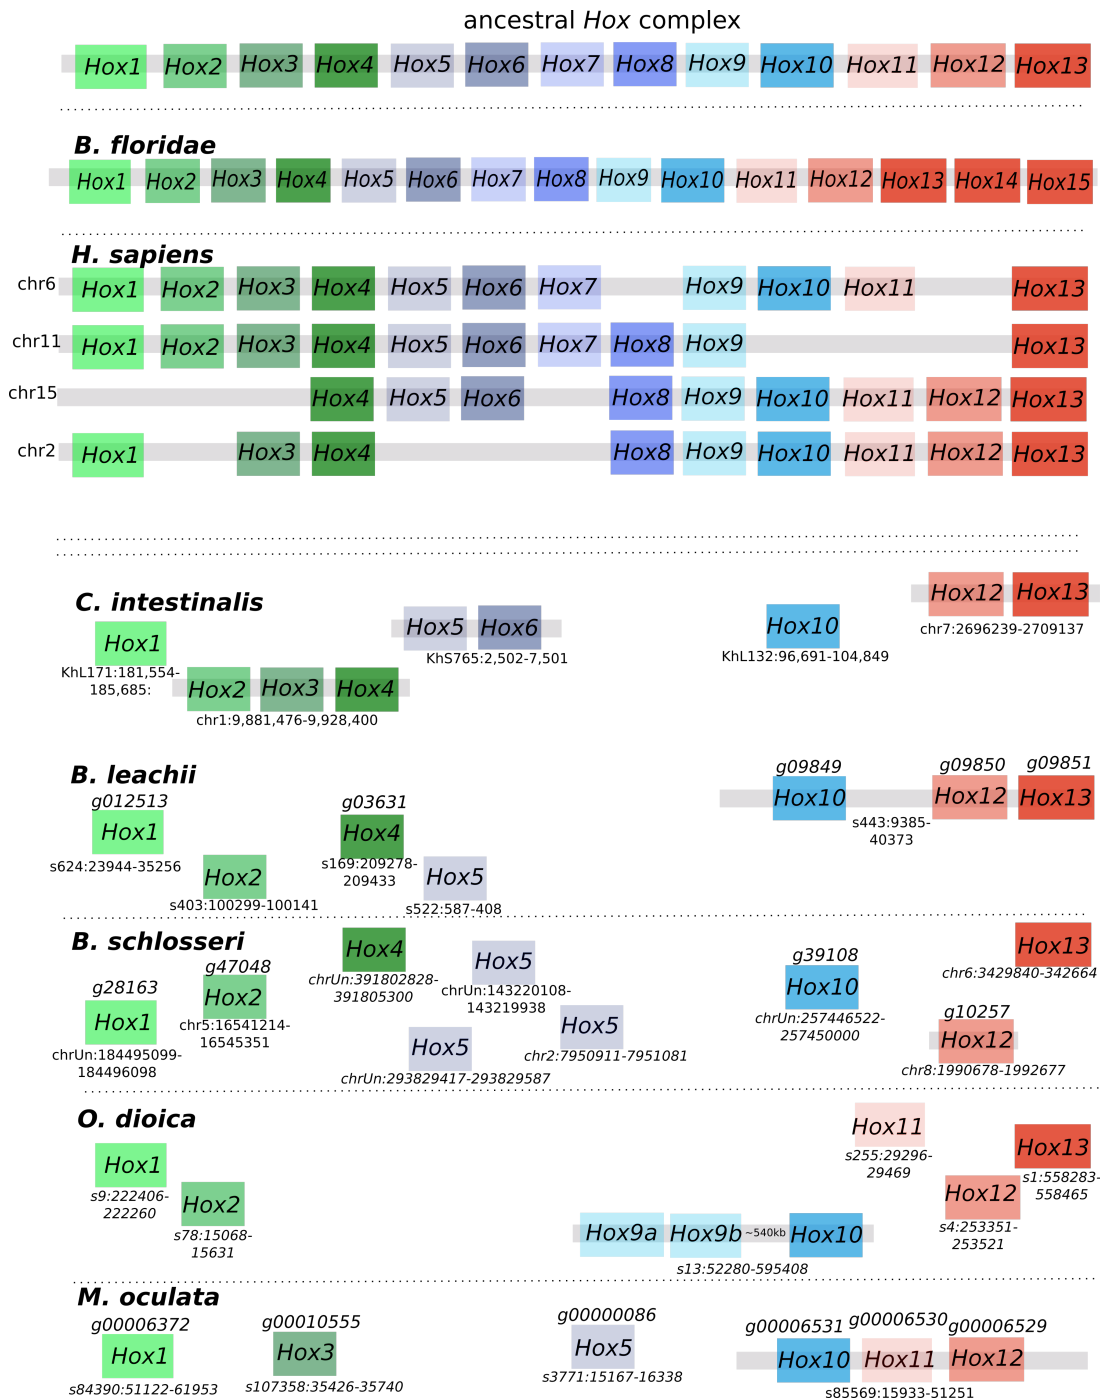 ancestral Hox complex
Hox1 Hox2 Hox3 Hox4 Hox5 Hox6 Hox7 Hox8 Hox9 Hox10 Hox11 Hox12 Hox13
B. floridae
Hox1 Hox2 Hox3 Hox4 Hox5 Hox6 Hox7 Hox8 Hox9 Hox10 Hox11 Hox12 Hox13 Hox14 Hox15
H. sapiens
chr6 Hox1 Hox2 Hox3 Hox4 Hox5 Hox6 Hox7 Hox9 Hox10 Hox11 Hox13
chr11 Hox1 Hox2 Hox3 Hox4 Hox5 Hox6 Hox7 Hox8 Hox9 Hox13
chr15 Hox4 Hox5 Hox6 Hox8 Hox9 Hox10 Hox11 Hox12 Hox13
chr2 Hox1 Hox3 Hox4 Hox8 Hox9 Hox10 Hox11 Hox12 Hox13
C. intestinalis
Hox12 Hox13
chr7:2696239-2709137
Hox1
KhL171:181,554-
185,685:
Hox5 Hox6
KhS765:2,502-7,501
Hox10
KhL132:96,691-104,849
Hox2 Hox3 Hox4
chr1:9,881,476-9,928,400
B. leachii
g09849 g09850 g09851
Hox10 Hox12 Hox13
s443:9385-
40373
g012513
Hox1
s624:23944-35256
g03631
Hox4
s169:209278-
209433
Hox2
s403:100299-100141
Hox5
s522:587-408
B. schlosseri
g28163
Hox1
chrUn:184495099-
184496098
g47048
Hox2
chr5:16541214-
16545351
Hox4
chrUn:391802828-
391805300
Hox5
chrUn:143220108-
143219938
Hox5
chrUn:293829417-293829587
Hox5
chr2:7950911-7951081
g39108
Hox10
chrUn:257446522-
257450000
Hox13
chr6:3429840-342664
g10257
Hox12
chr8:1990678-1992677
O. dioica
Hox1
s9:222406-
222260
Hox2
s78:15068-
15631
Hox9a Hox9b ~540kb Hox10
s13:52280-595408
Hox11
s255:29296-
29469
Hox12
s4:253351-
253521
Hox13
s1:558283-
558465
M. oculata
g00006372
Hox1
s84390:51122-61953
g00010555
Hox3
s107358:35426-35740
g00000086
Hox5
s3771:15167-16338
g00006531 g00006530 g00006529
Hox10 Hox11 Hox12
s85569:15933-51251